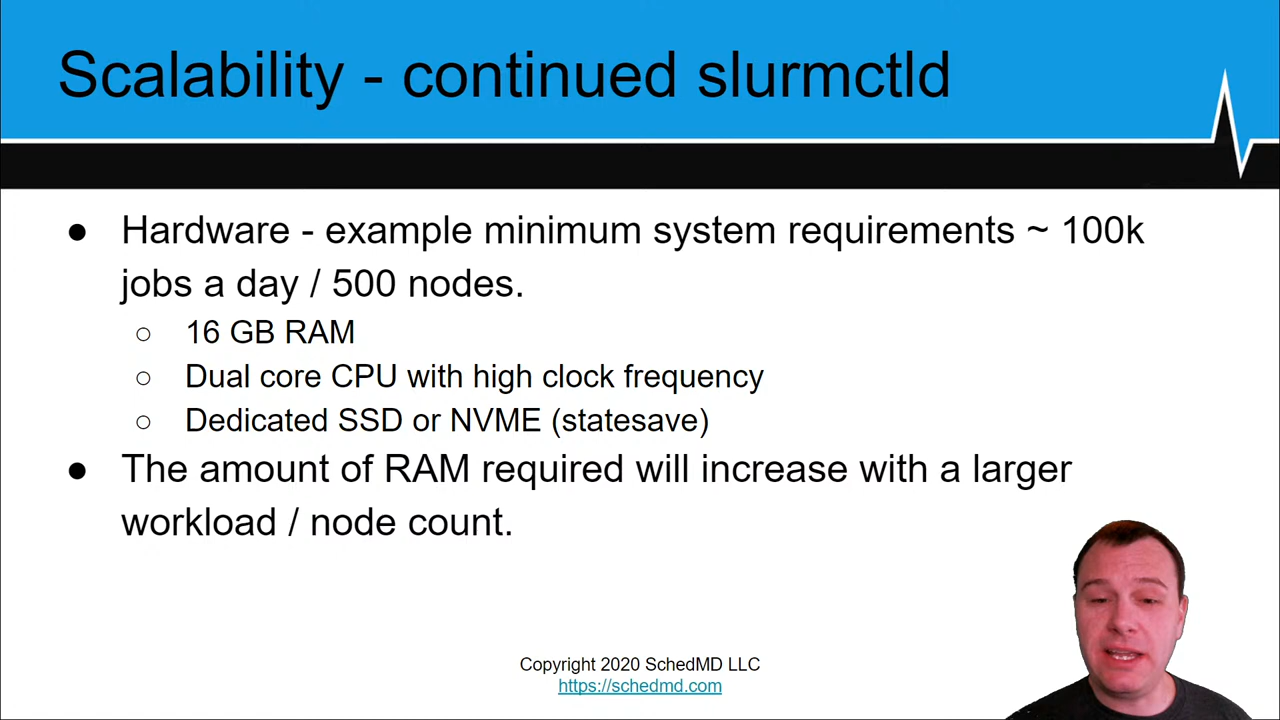 Scalability - continued slurmctld
● Hardware - example minimum system requirements ~ 100k
jobs a day / 500 nodes.
○ 16 GB RAM
○ Dual core CPU with high clock frequency
○ Dedicated SSD or NVME (statesave)
● The amount of RAM required will increase with a larger
workload / node count.
Copyright 2020 SchedMD LLC
https://schedmd.com